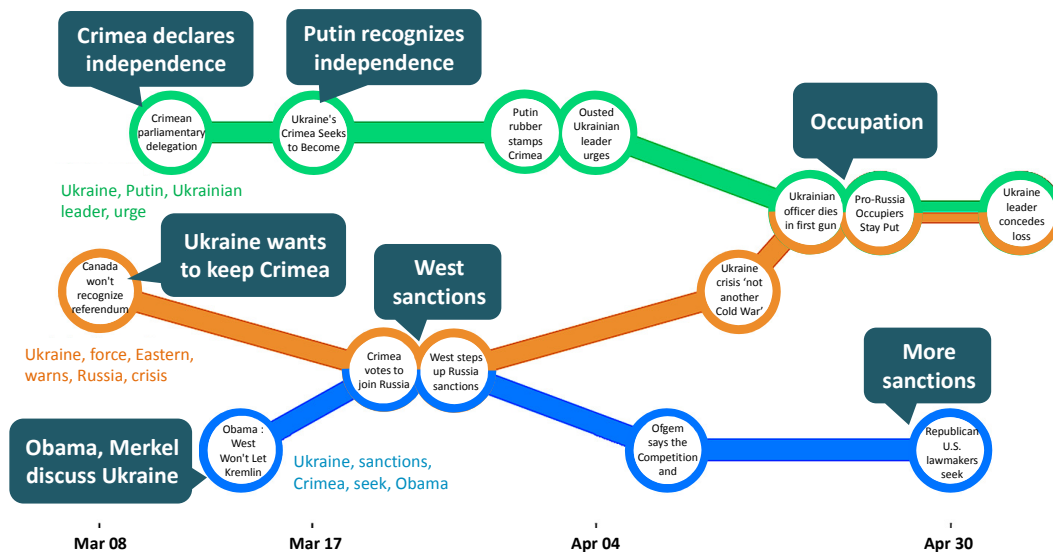 Crimea declares
independence
Putin recognizes
independence
Occupation
Crimean
parliamentary
delegation
Ukraine's
Crimea Seeks
to Become
Putin
rubber
stamps
Crimea
Ousted
Ukrainian
leader
urges
Ukrainian
officer dies
in first gun
Pro-Russia
Occupiers
Stay Put
Ukraine
leader
concedes
loss
Ukraine, Putin, Ukrainian
leader, urge
Ukraine wants
to keep Crimea
West
sanctions
Canada
won't
recognize
referendum
Ukraine
crisis 'not
another
Cold War'
Ukraine, force, Eastern,
warns, Russia, crisis
Crimea
votes to
join Russia
West steps
up Russia
sanctions
More
sanctions
Obama, Merkel
discuss Ukraine
Obama :
West
Won't Let
Kremlin
Ukraine, sanctions,
Crimea, seek, Obama
Ofgem
says the
Competition
and
Republican
U.S.
lawmakers
seek
Mar 08
Mar 17
Apr 04
Apr 30